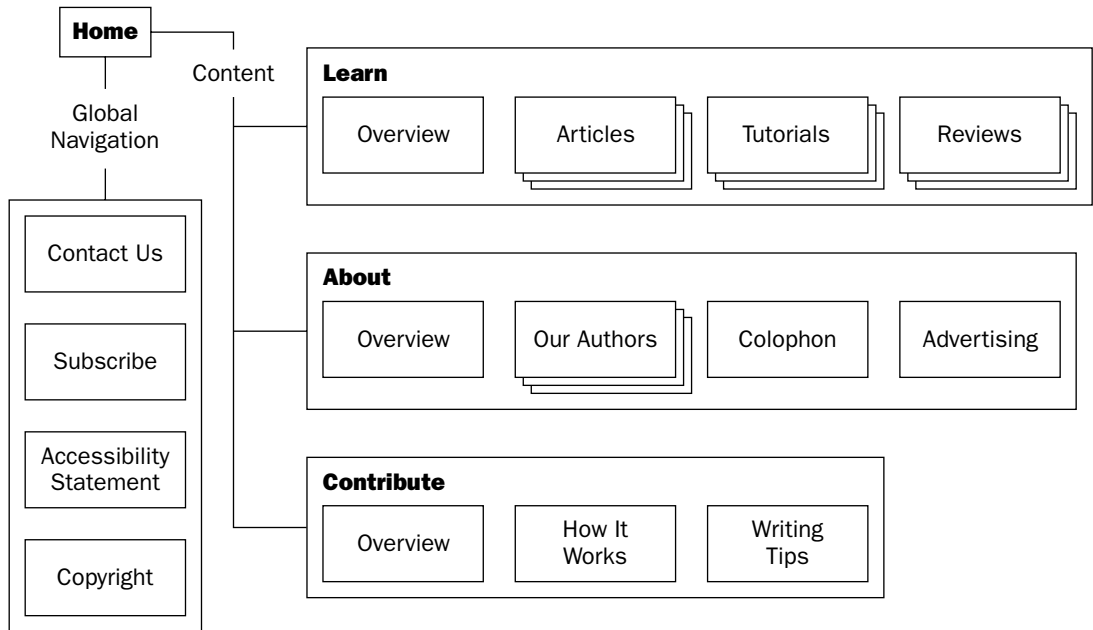 Home
Content
Global
Navigation
Contact Us
Subscribe
Accessibility
Statement
Copyright
Learn
Overview
Articles
Tutorials
Reviews
About
Overview
Our Authors
Colophon
Advertising
Contribute
Overview
How It
Works
Writing
Tips